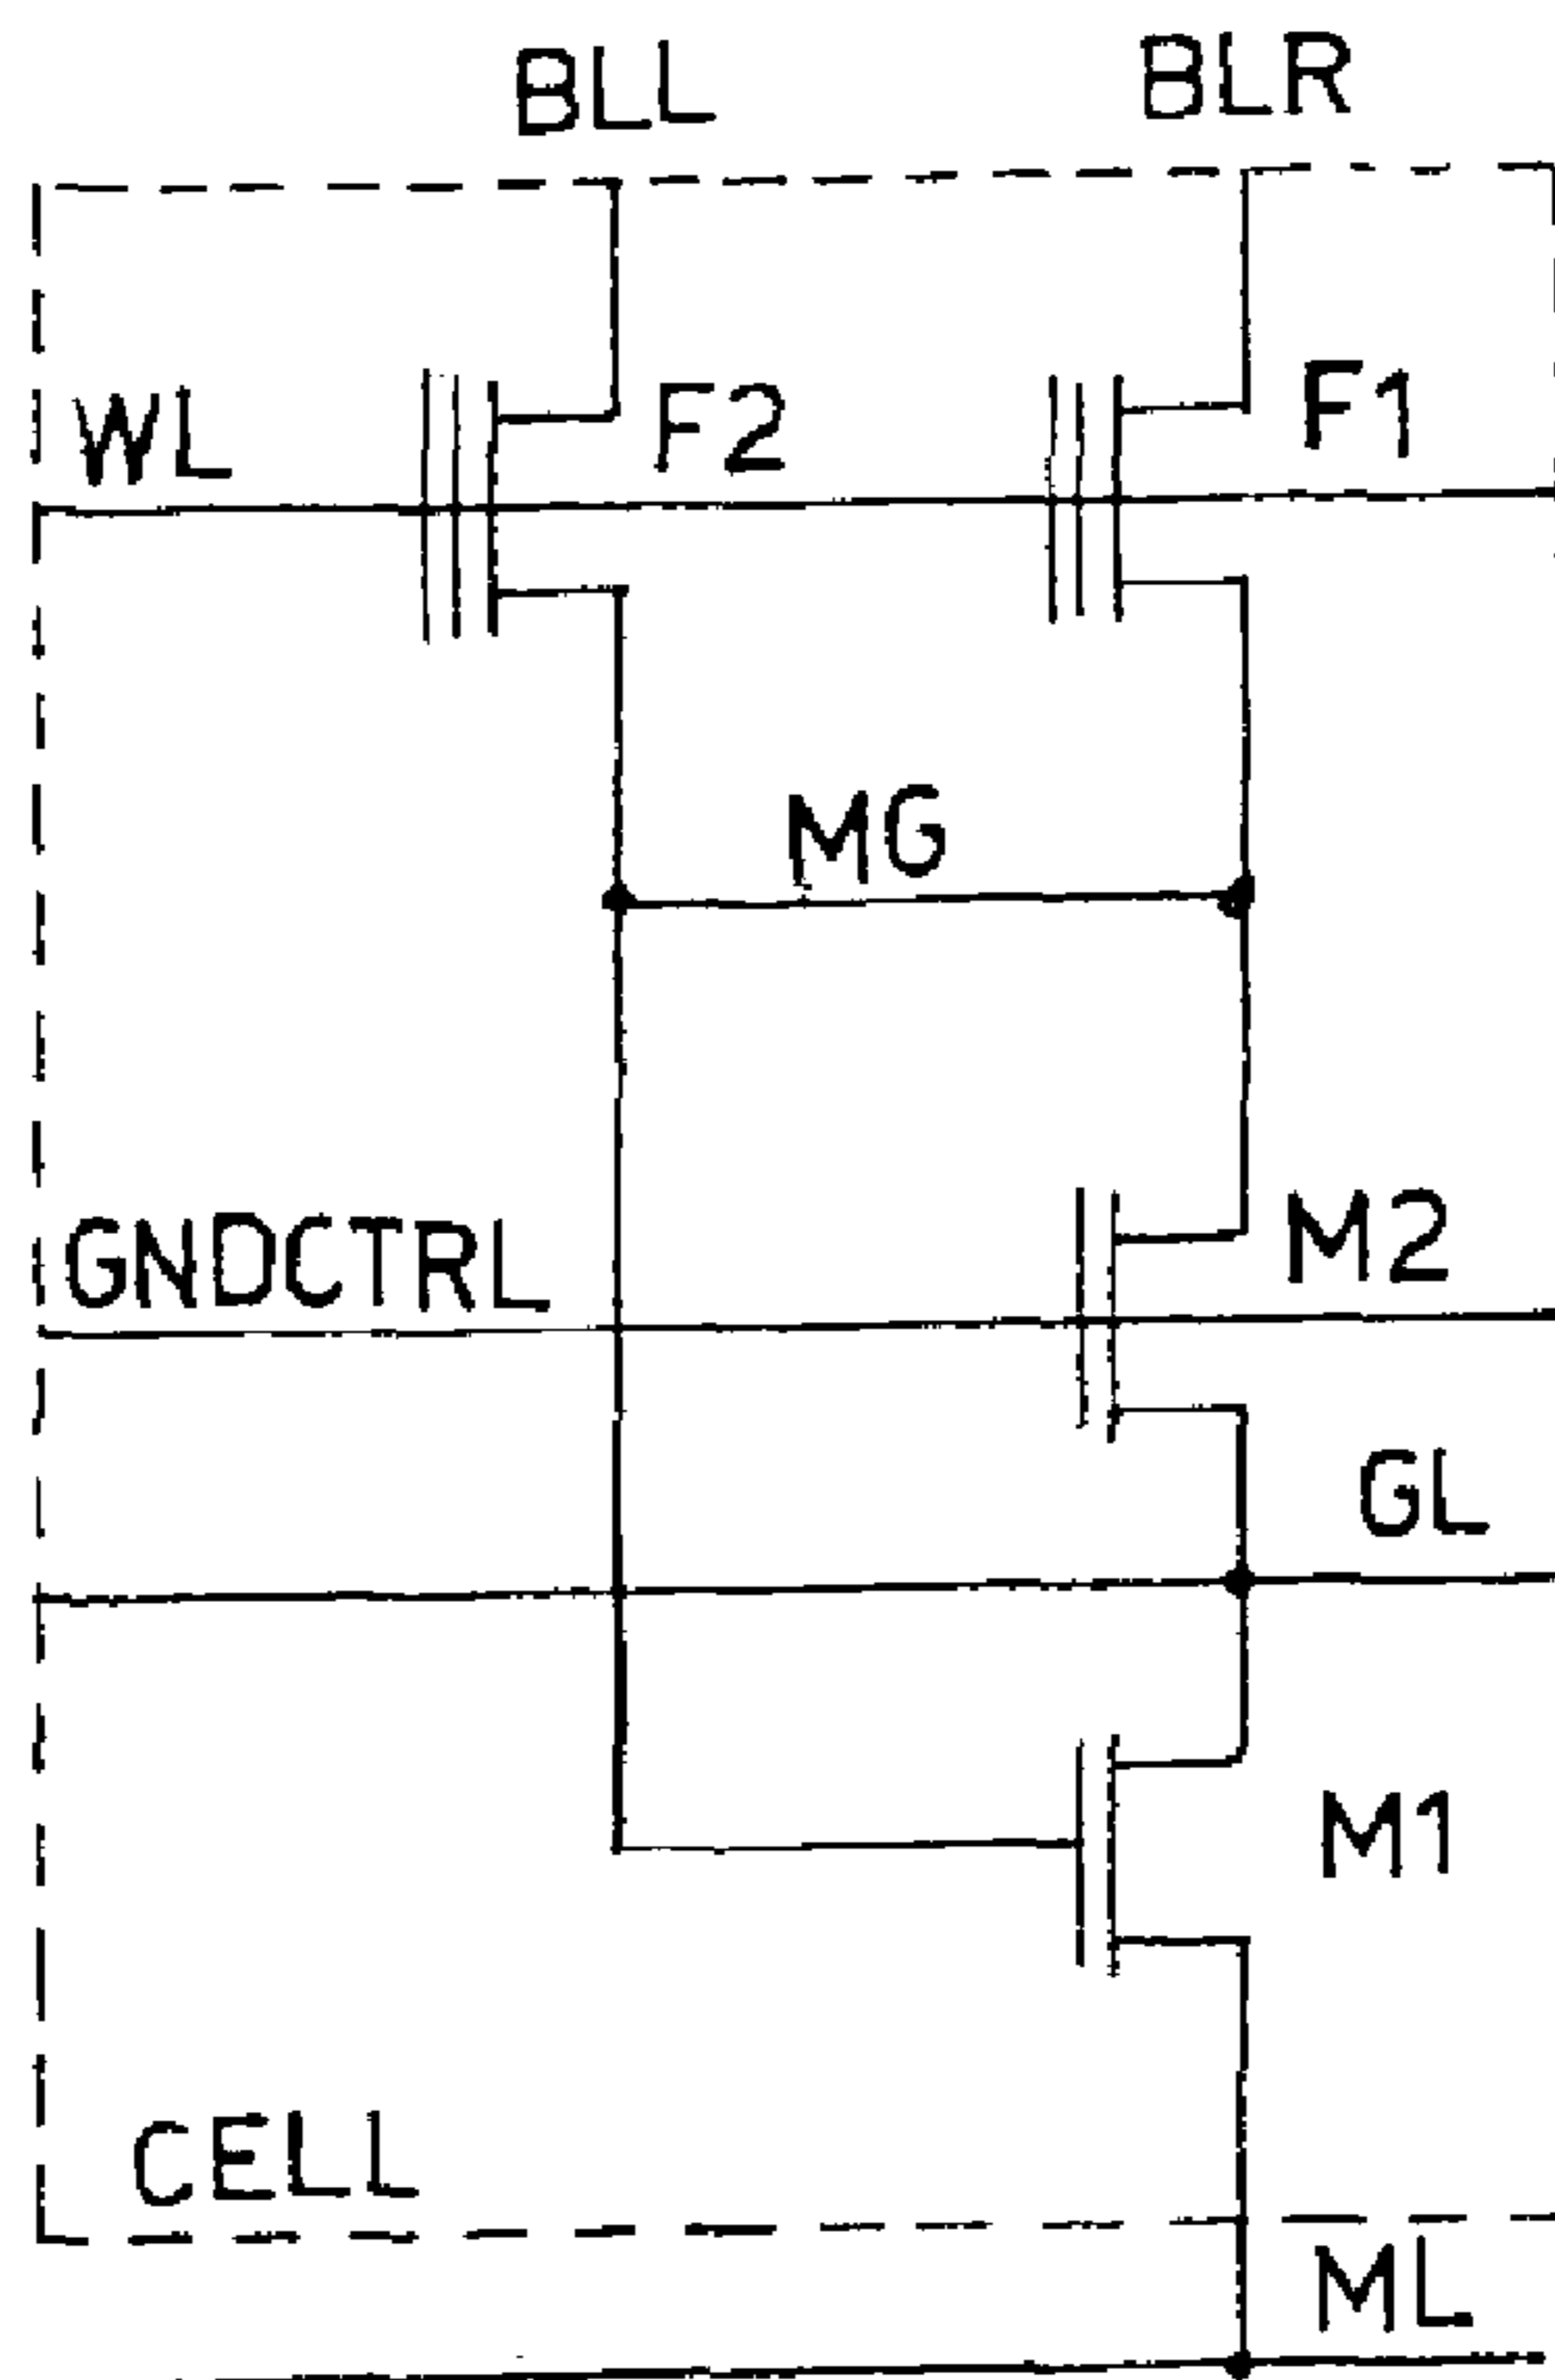 BLL BLR
WL F2 F1
MG
GNDCTRL M2
GL
M1
CELL
ML